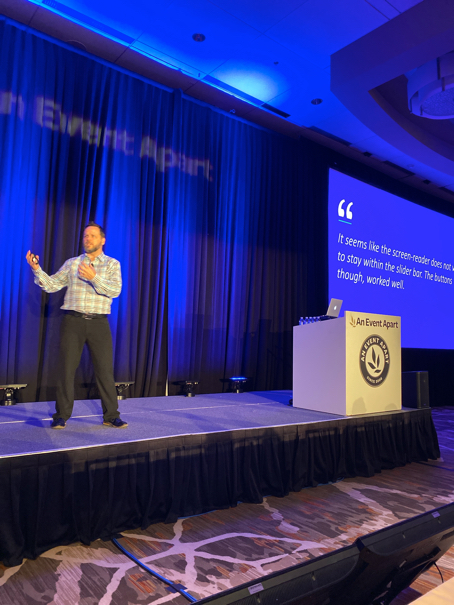 An Event Apart
“
It seems like the screen-reader does not w
to stay within the slider bar. The buttons
though, worked well.
An Event Apart
AN EVENT APART